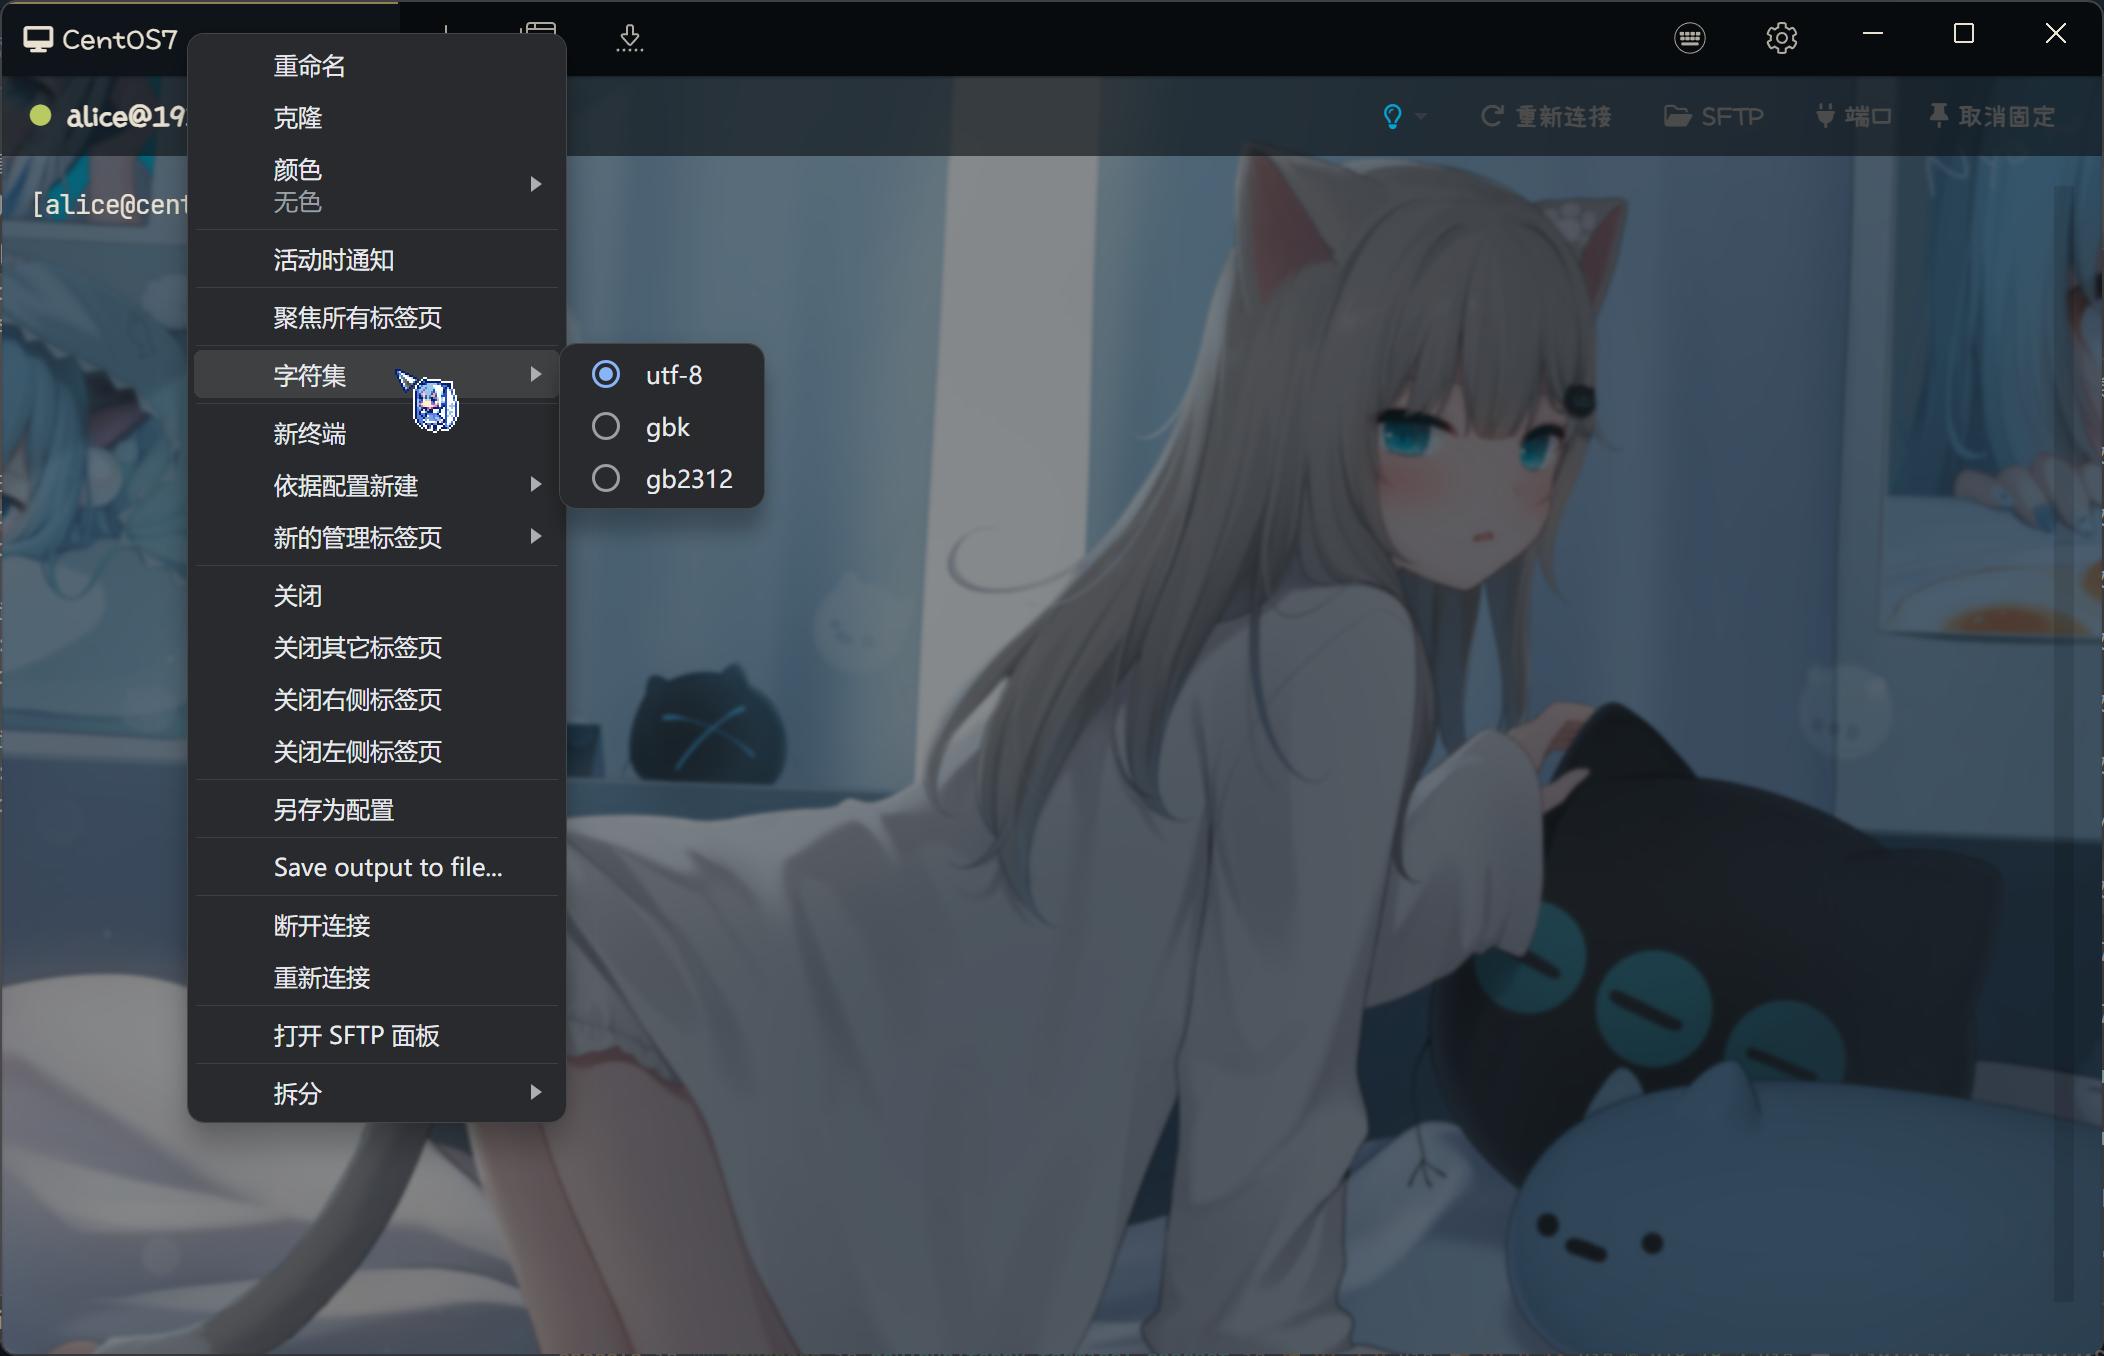 CentOS7
alice@19
重新连接
SFTP
端口
取消固定
[alice@cent
重命名
克隆
颜色
无色
活动时通知
聚焦所有标签页
字符集
utf-8
gbk
gb2312
新终端
依据配置新建
新的管理标签页
关闭
关闭其它标签页
关闭右侧标签页
关闭左侧标签页
另存为配置
Save output to file...
断开连接
重新连接
打开 SFTP 面板
拆分